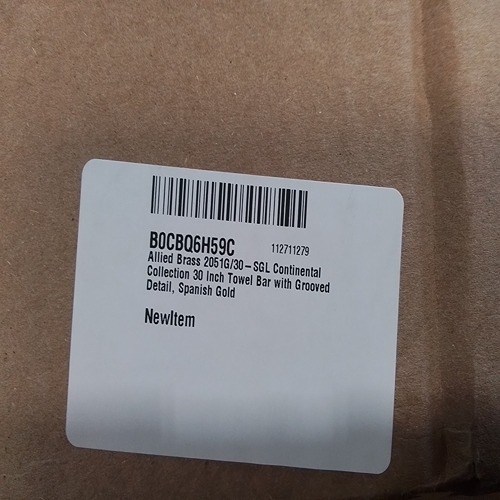 B0CBQ6H59C 112711279
Allied Brass 2051G/30-SGL Continental
Collection 30 Inch Towel Bar with Grooved
Detail, Spanish Gold
NewItem